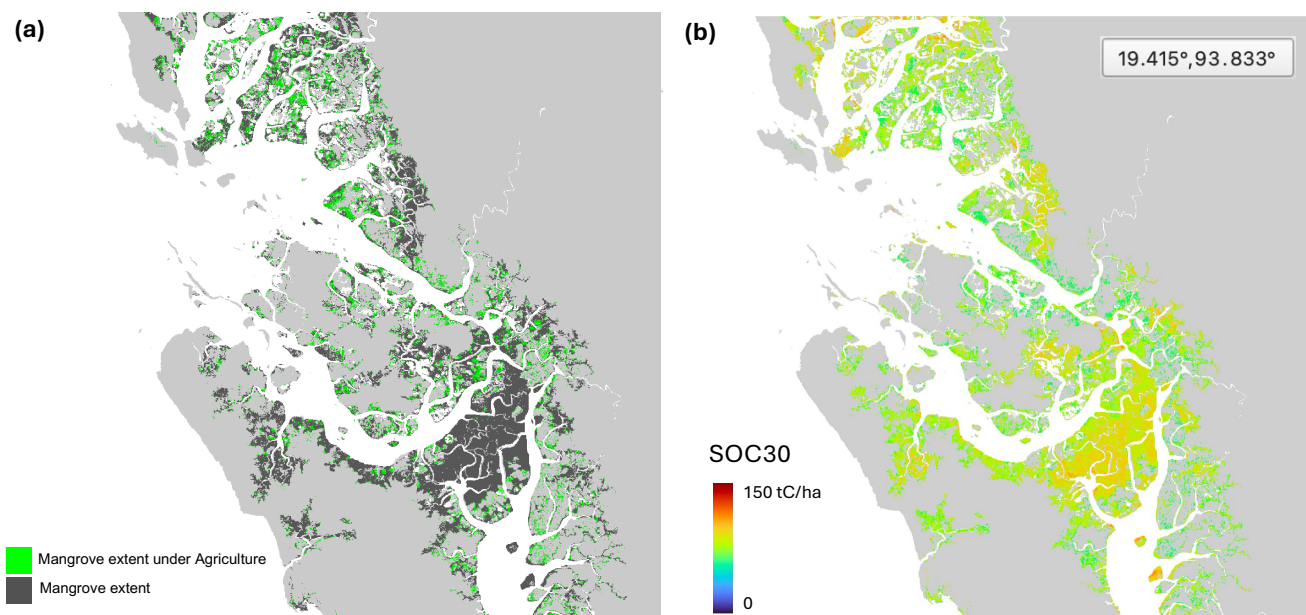 (a)
(b)
19.415°,93.833°
SOC30
150 tC/ha
0
Mangrove extent under Agriculture
Mangrove extent